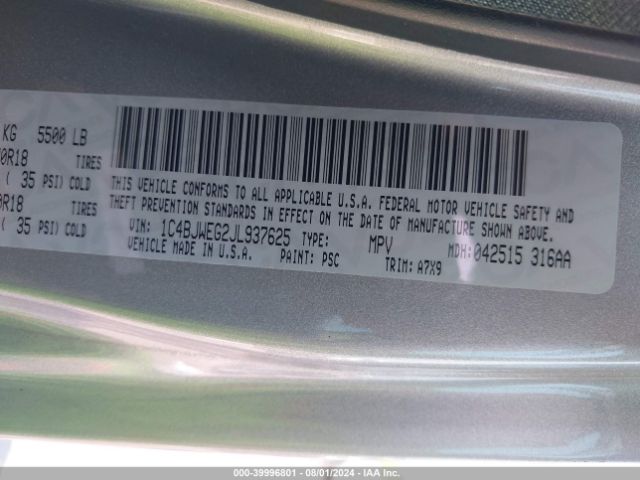 KG 5500 LB
0R18 TIRES
( 35 PSI) COLD
R18 TIRES
( 35 PSI) COLD
THIS VEHICLE CONFORMS TO ALL APPLICABLE U.S.A. FEDERAL MOTOR VEHICLE SAFETY AND
THEFT PREVENTION STANDARDS IN EFFECT ON THE DATE OF MANUFACTURE SHOWN ABOVE.
VIN: 1C4BJWEG2JL937625 TYPE: MPV MDH: 042515 316AA
VEHICLE MADE IN U.S.A. PAINT: PSC TRIM: A7X9
000-39996801 - 08/01/2024 - IAA Inc.